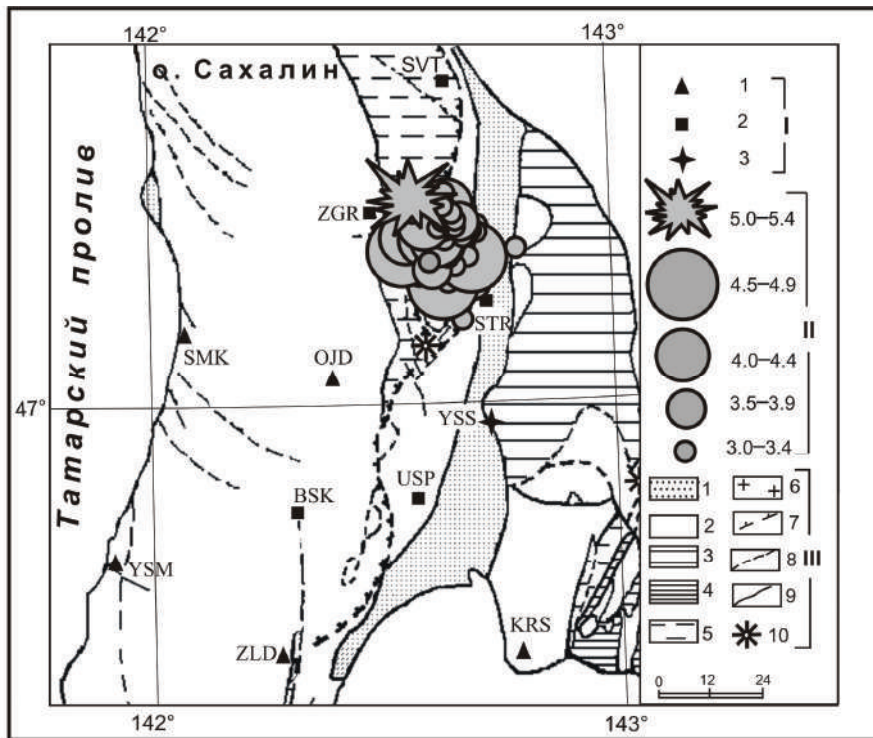 142°
143°
о. Сахалин
SVT
ZGR
STR
SMK
OJD
47°
YSS
USP
BSK
YSM
KRS
ZLD
Татарский пролив
142°
143°
1
2
3
I
5.0–5.4
4.5–4.9
4.0–4.4
3.5–3.9
3.0–3.4
II
1 6
2 7
3 8
4 9
5 10
III
0 12 24